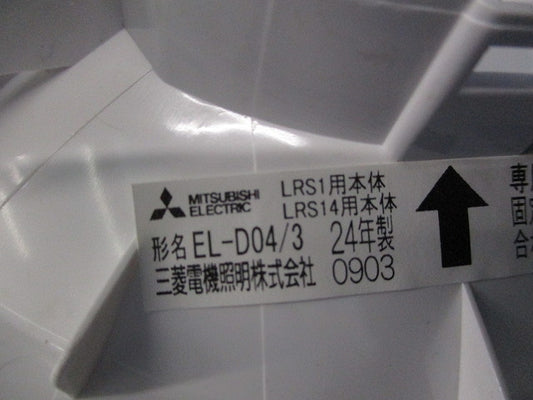 MITSUBISHI
ELECTRIC
LRS1用本体
LRS14用本体
形名 EL-D04/3 24年製
三菱電機照明株式会社 0903
専
固
合